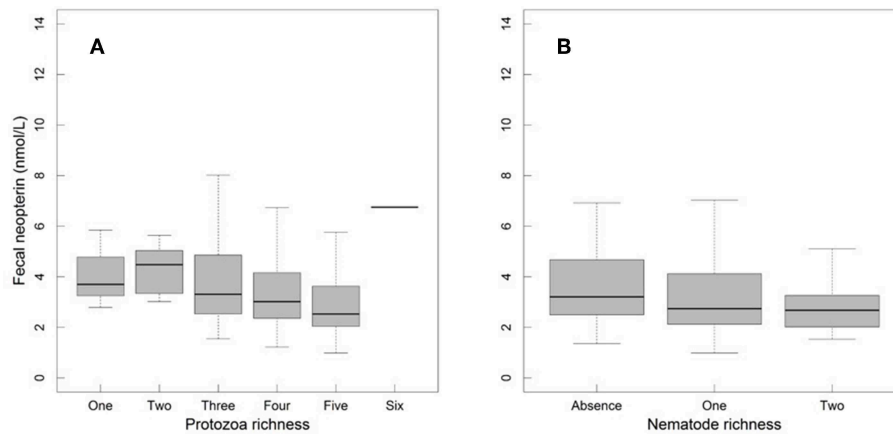 A
B
Fecal neopterin (nmol/L)
14
12
10
8
6
4
2
0
One Two Three Four Five Six
Protozoa richness
14
12
10
8
6
4
2
0
Absence One Two
Nematode richness